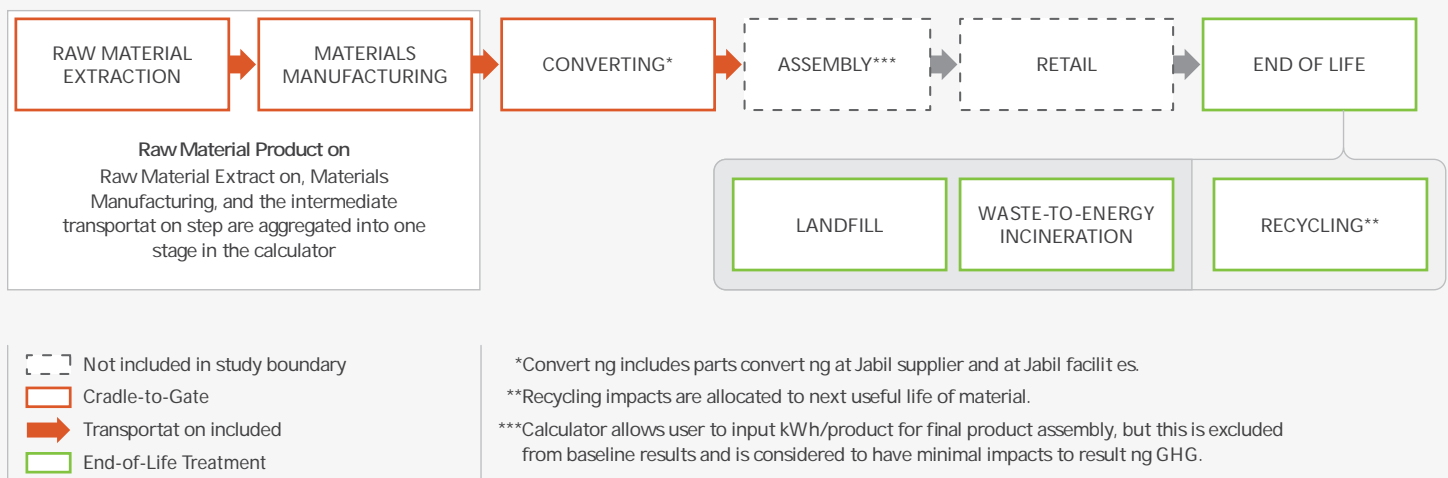 RAW MATERIAL
EXTRACTION
MATERIALS
MANUFACTURING
CONVERTING*
ASSEMBLY***
RETAIL
END OF LIFE
Raw Material Product on
Raw Material Extract on, Materials
Manufacturing, and the intermediate
transportat on step are aggregated into one
stage in the calculator
LANDFILL
WASTE-TO-ENERGY
INCINERATION
RECYCLING**
Not included in study boundary
Cradle-to-Gate
Transportat on included
End-of-Life Treatment
*Convert ng includes parts convert ng at Jabil supplier and at Jabil facilit es.
**Recycling impacts are allocated to next useful life of material.
***Calculator allows user to input kWh/product for final product assembly, but this is excluded
from baseline results and is considered to have minimal impacts to result ng GHG.